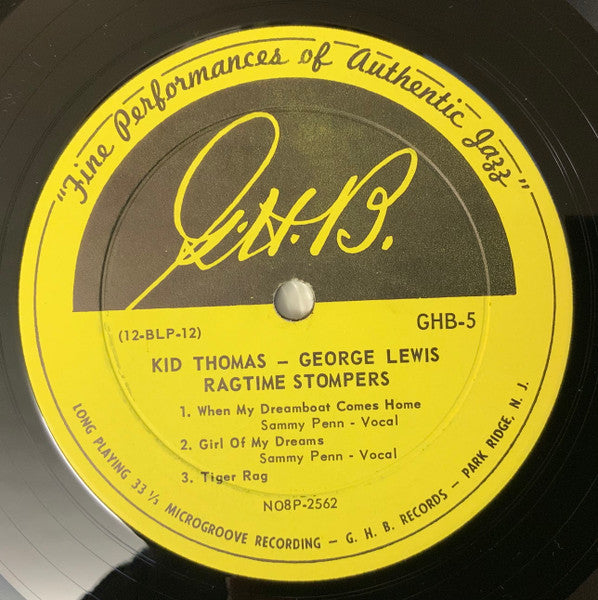 "Fine Performances of Authentic Jazz"
G.H.B.
(12-BLP-12)
GHB-5
KID THOMAS – GEORGE LEWIS
RAGTIME STOMPERS
1. When My Dreamboat Comes Home
Sammy Penn - Vocal
2. Girl Of My Dreams
Sammy Penn - Vocal
3. Tiger Rag
NO8P-2562
LONG PLAYING 33 ⅓ MICROGROOVE RECORDING – G. H. B. RECORDS – PARK RIDGE, N. J.